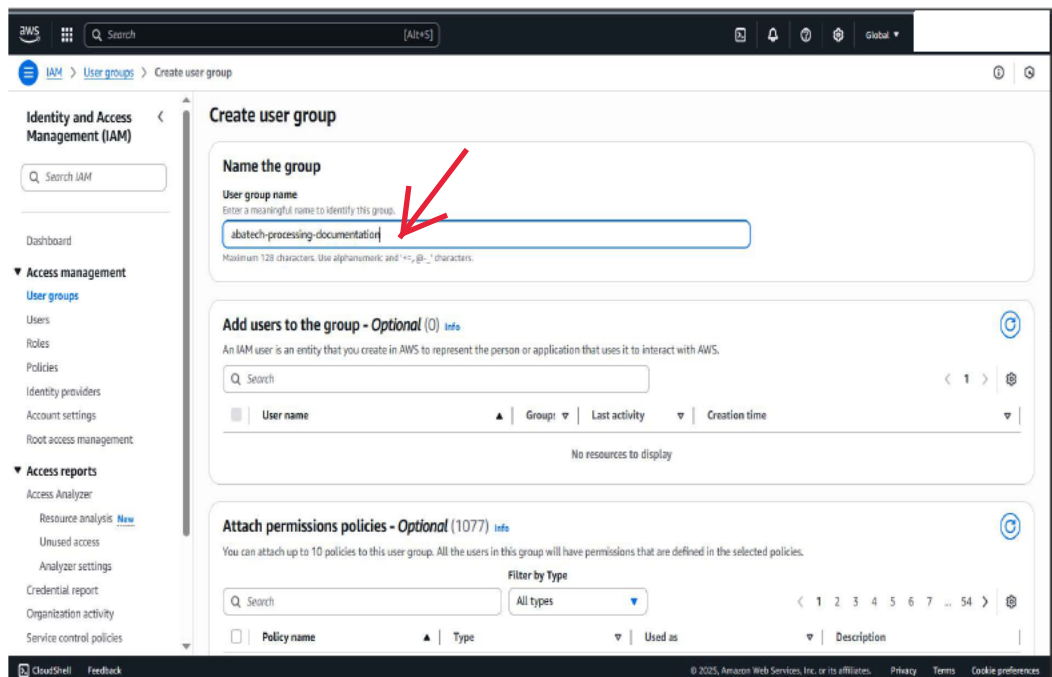 aws
Search [Alt+S] Global ▼
IAM > User groups > Create user group
Identity and Access
Management (IAM)
Search IAM
Dashboard
Access management
User groups
Users
Roles
Policies
Identity providers
Account settings
Root access management
Access reports
Access Analyzer
Resource analysis New
Unused access
Analyzer settings
Credential report
Organization activity
Service control policies
Create user group
Name the group
User group name
Enter a meaningful name to identify this group.
abatech-processing-documentation
Maximum 128 characters. Use alphanumeric and '+=,.@-_' characters.
Add users to the group - Optional (0) Info
An IAM user is an entity that you create in AWS to represent the person or application that uses it to interact with AWS.
Search
< 1 >
User name Group: Last activity Creation time
No resources to display
Attach permissions policies - Optional (1077) Info
You can attach up to 10 policies to this user group. All the users in this group will have permissions that are defined in the selected policies.
Filter by Type
Search All types < 1 2 3 4 5 6 7 ... 54 >
Policy name Type Used as Description
CloudShell Feedback © 2025, Amazon Web Services, Inc. or its affiliates. Privacy Terms Cookie preferences